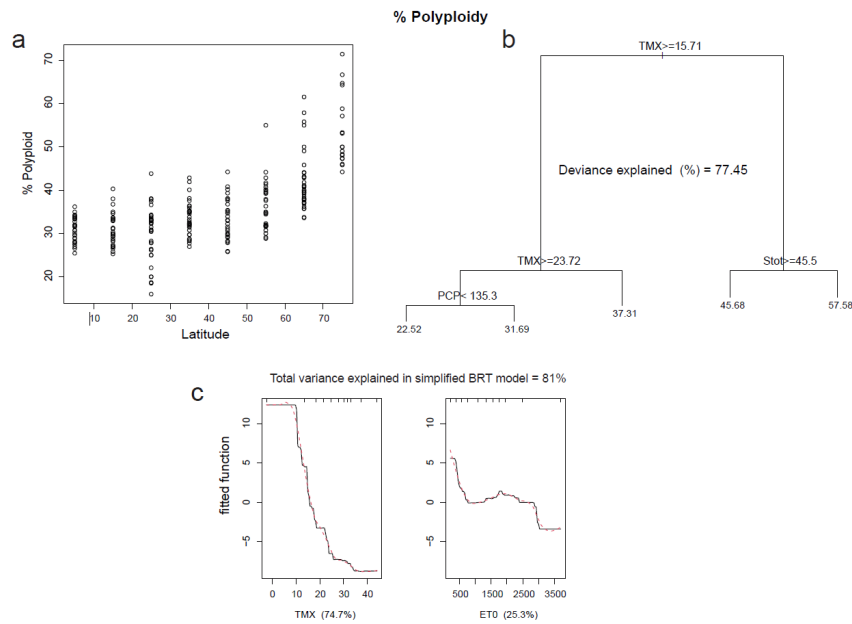 % Polyploidy
a
% Polyploid
70
60
50
40
30
20
10 20 30 40 50 60 70
Latitude
b
TMX>=15.71
Deviance explained (%) = 77.45
TMX>=23.72
Stot>=45.5
PCP< 135.3
37.31
45.68
57.58
22.52
31.69
c
Total variance explained in simplified BRT model = 81%
fitted function
10
5
0
−5
0 10 20 30 40
TMX (74.7%)
10
5
0
−5
500 1500 2500 3500
ET0 (25.3%)